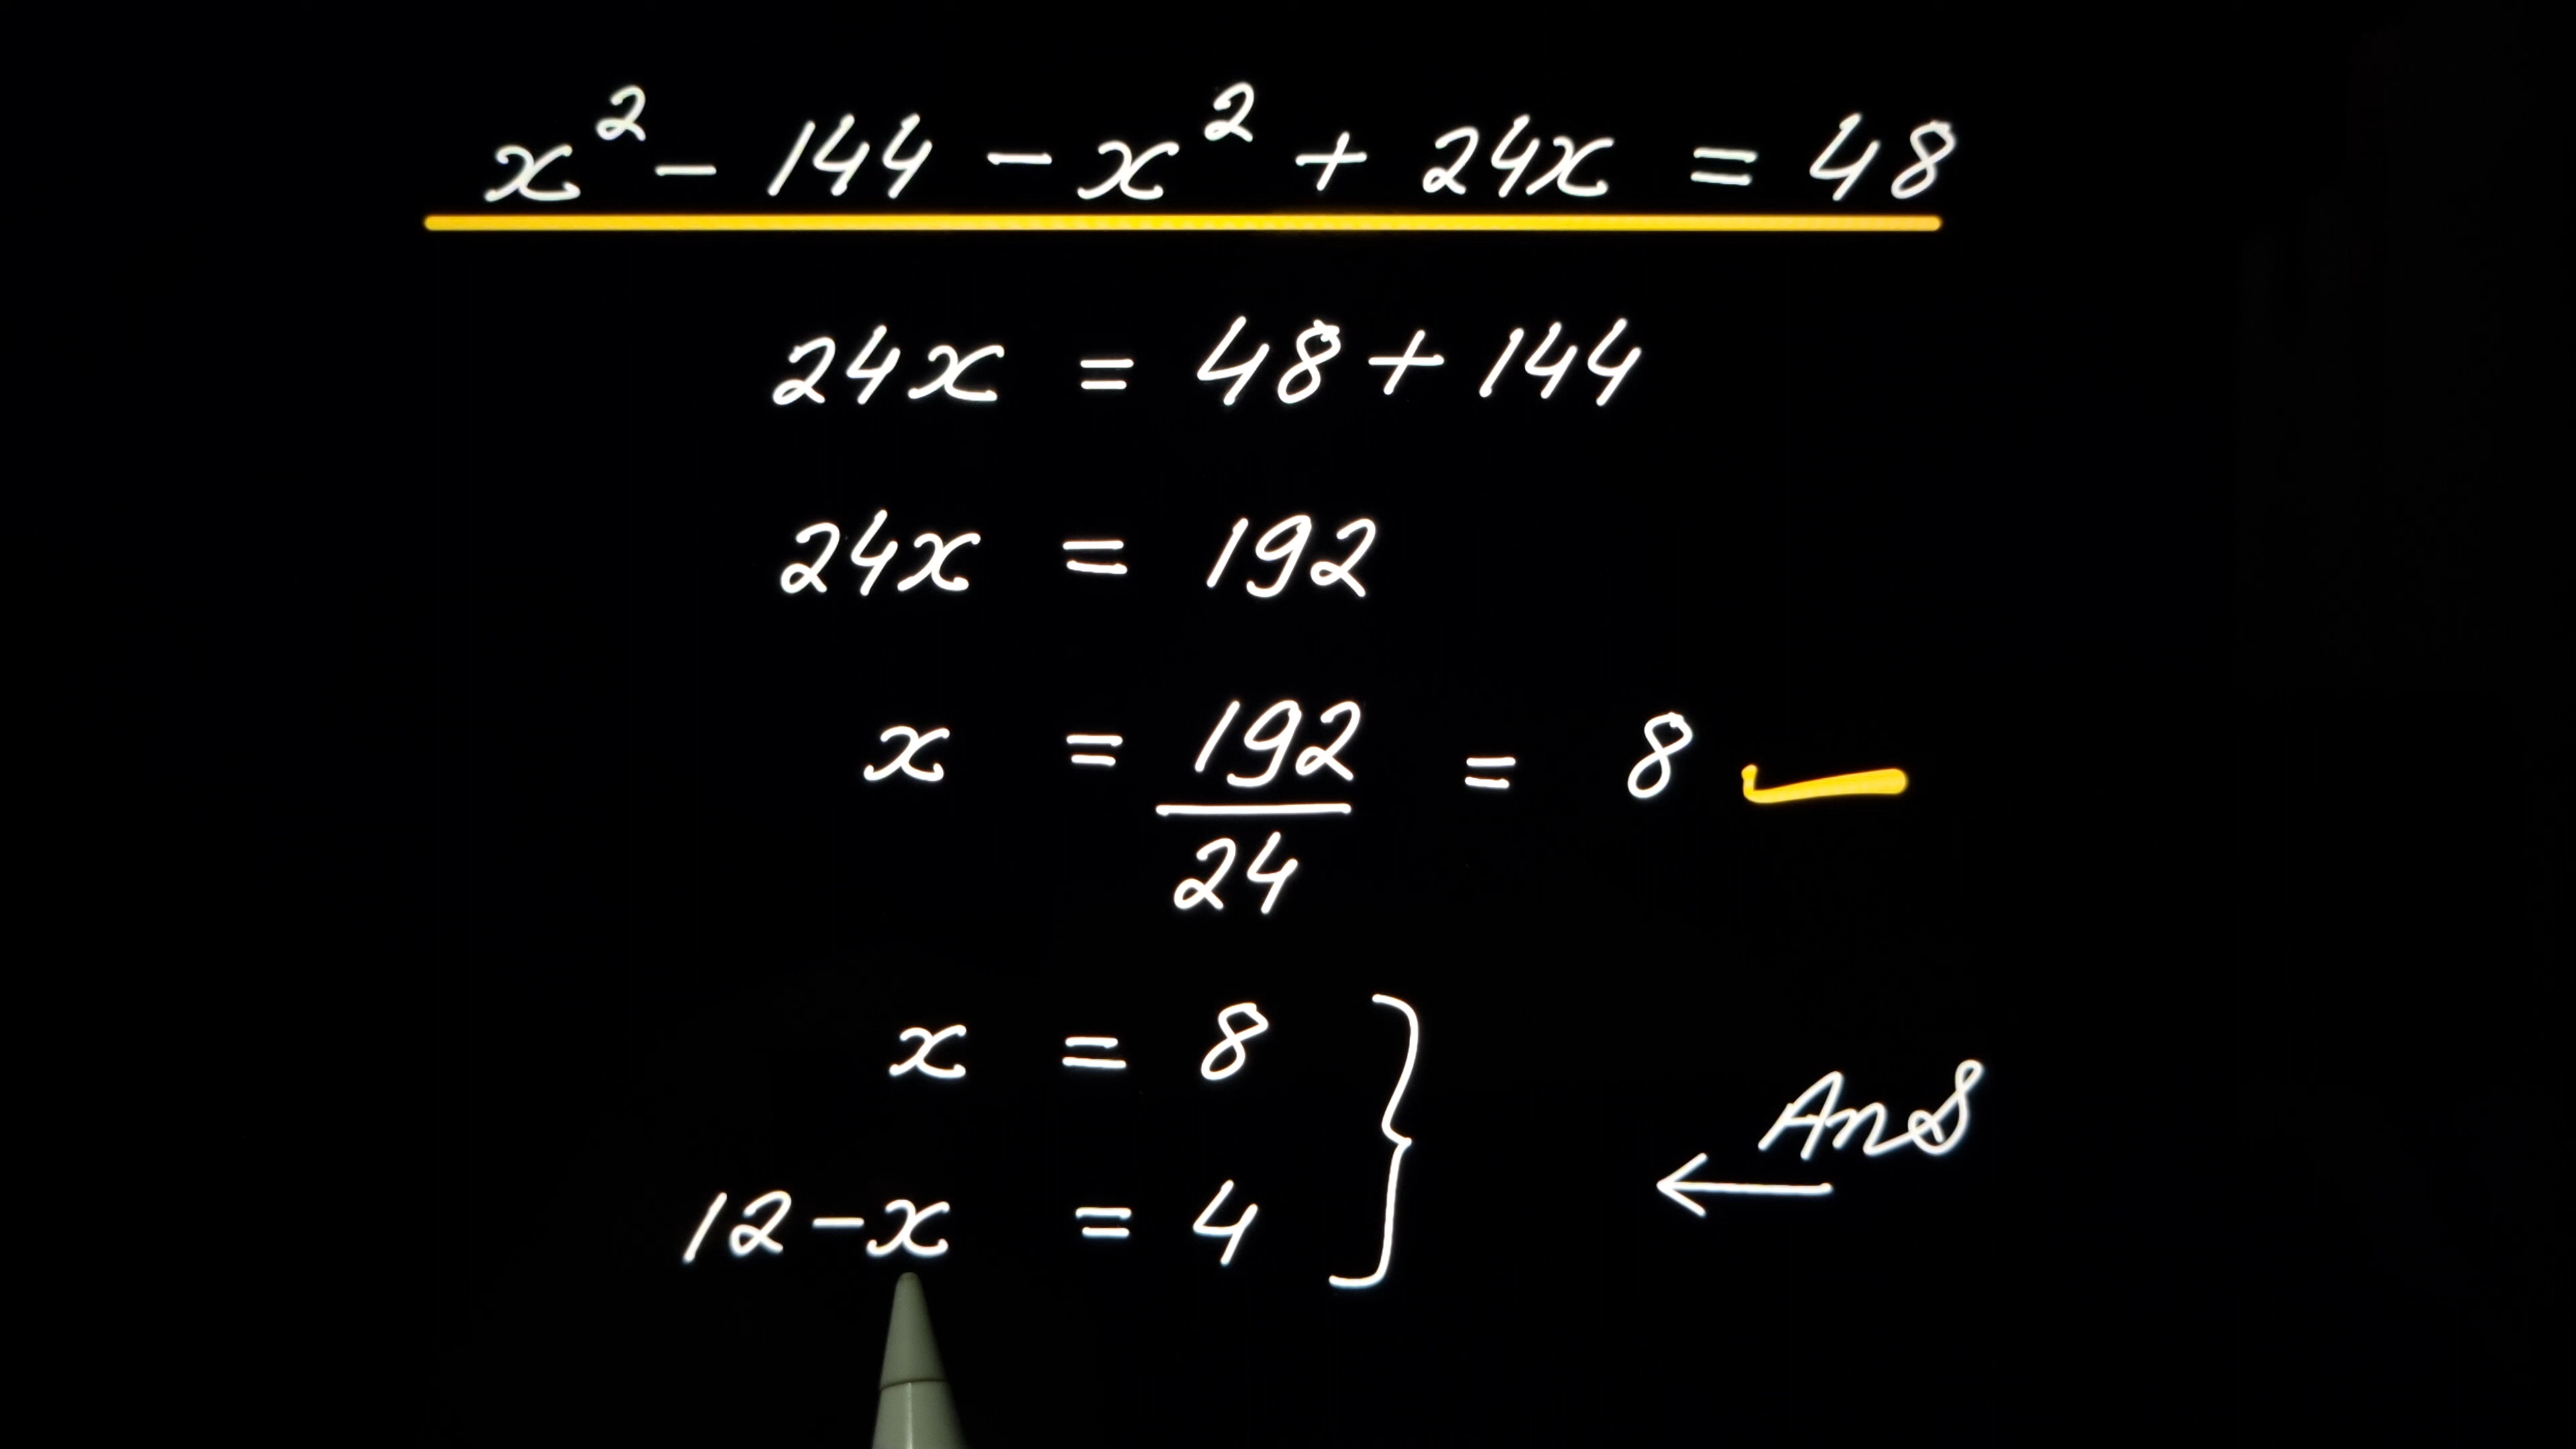 x² - 144 - x² + 24x = 48
24x = 48 + 144
24x = 192
x = 192/24 = 8
x = 8
12 - x = 4
Ans